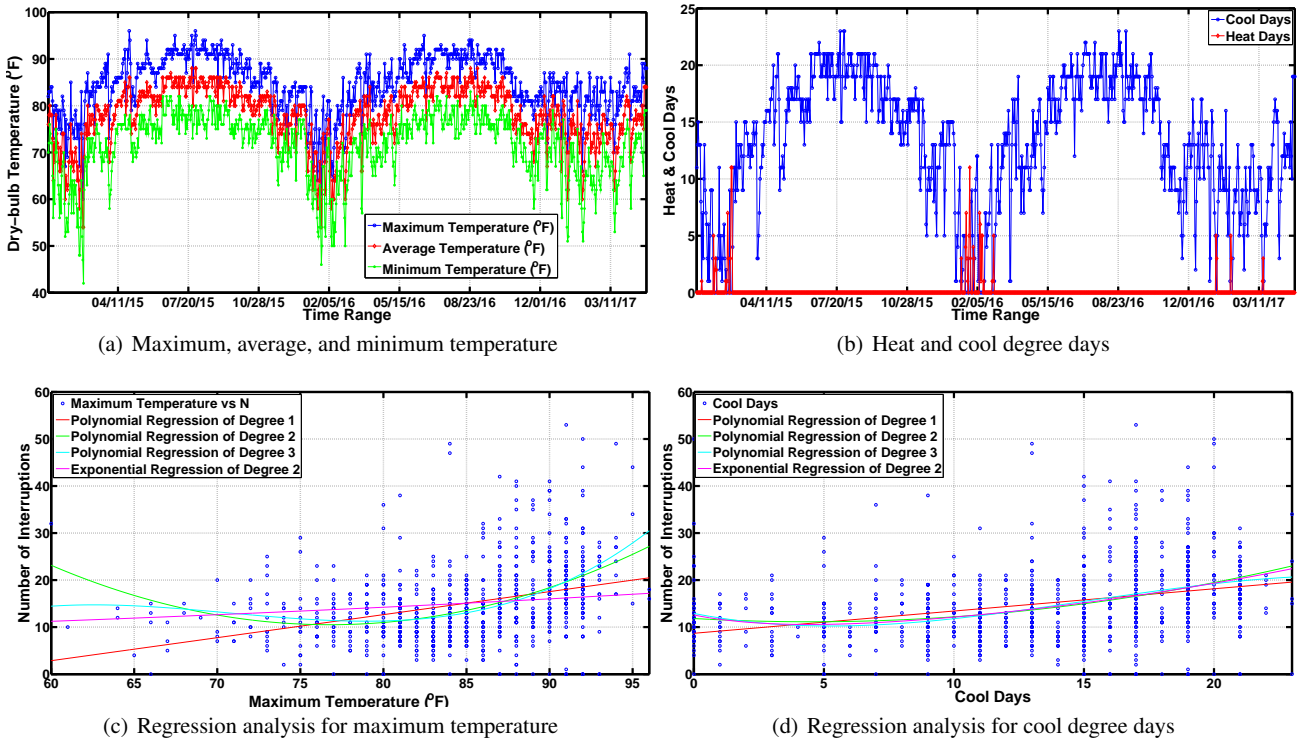 100
90
80
70
60
50
40
Dry−bulb Temperature (ºF)
Maximum Temperature (ºF)
Average Temperature (ºF)
Minimum Temperature (ºF)
04/11/15 07/20/15 10/28/15 02/05/16 05/15/16 08/23/16 12/01/16 03/11/17
Time Range
(a) Maximum, average, and minimum temperature
25
20
15
10
5
0
Heat & Cool Days
Cool Days
Heat Days
04/11/15 07/20/15 10/28/15 02/05/16 05/15/16 08/23/16 12/01/16 03/11/17
Time Range
(b) Heat and cool degree days
60
50
40
30
20
10
0
Number of Interruptions
Maximum Temperature vs N
Polynomial Regression of Degree 1
Polynomial Regression of Degree 2
Polynomial Regression of Degree 3
Exponential Regression of Degree 2
60 65 70 75 80 85 90 95
Maximum Temperature (ºF)
(c) Regression analysis for maximum temperature
60
50
40
30
20
10
0
Number of Interruptions
Cool Days
Polynomial Regression of Degree 1
Polynomial Regression of Degree 2
Polynomial Regression of Degree 3
Exponential Regression of Degree 2
0 5 10 15 20
Cool Days
(d) Regression analysis for cool degree days